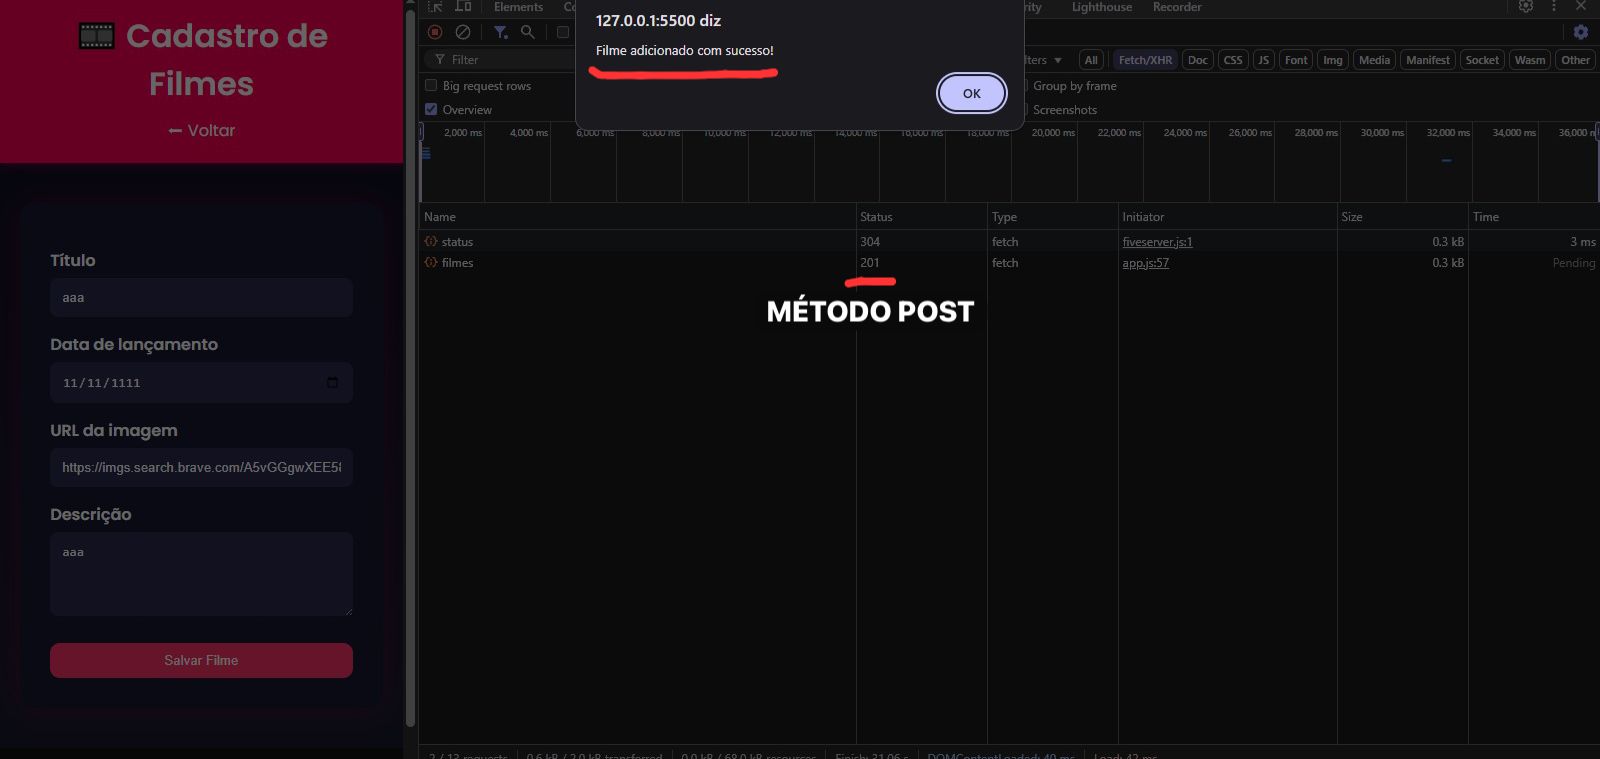 Cadastro de
Filmes
← Voltar
Título
aaa
Data de lançamento
11/11/1111
URL da imagem
https://imgs.search.brave.com/A5vGGgwXEE5
Descrição
aaa
Salvar Filme
127.0.0.1:5500 diz
Filme adicionado com sucesso!
OK
Elements
Lighthouse Recorder
Filter
All Fetch/XHR Doc CSS JS Font Img Media Manifest Socket Wasm Other
Big request rows
Group by frame
Overview
Screenshots
2,000 ms 4,000 ms 6,000 ms 8,000 ms 10,000 ms 12,000 ms 14,000 ms 16,000 ms 18,000 ms 20,000 ms 22,000 ms 24,000 ms 26,000 ms 28,000 ms 30,000 ms 32,000 ms 34,000 ms 36,000
Name Status Type Initiator Size Time
status 304 fetch fiveserver.js:1 0.3 kB 3 ms
filmes 201 fetch app.js:57 0.3 kB Pending
MÉTODO POST
2 / 13 requests 0.6 kB / 2.0 kB transferred 0.0 kB / 68.0 kB resources Finish: 31.06 s DOMContentLoaded: 40 ms Load: 42 ms